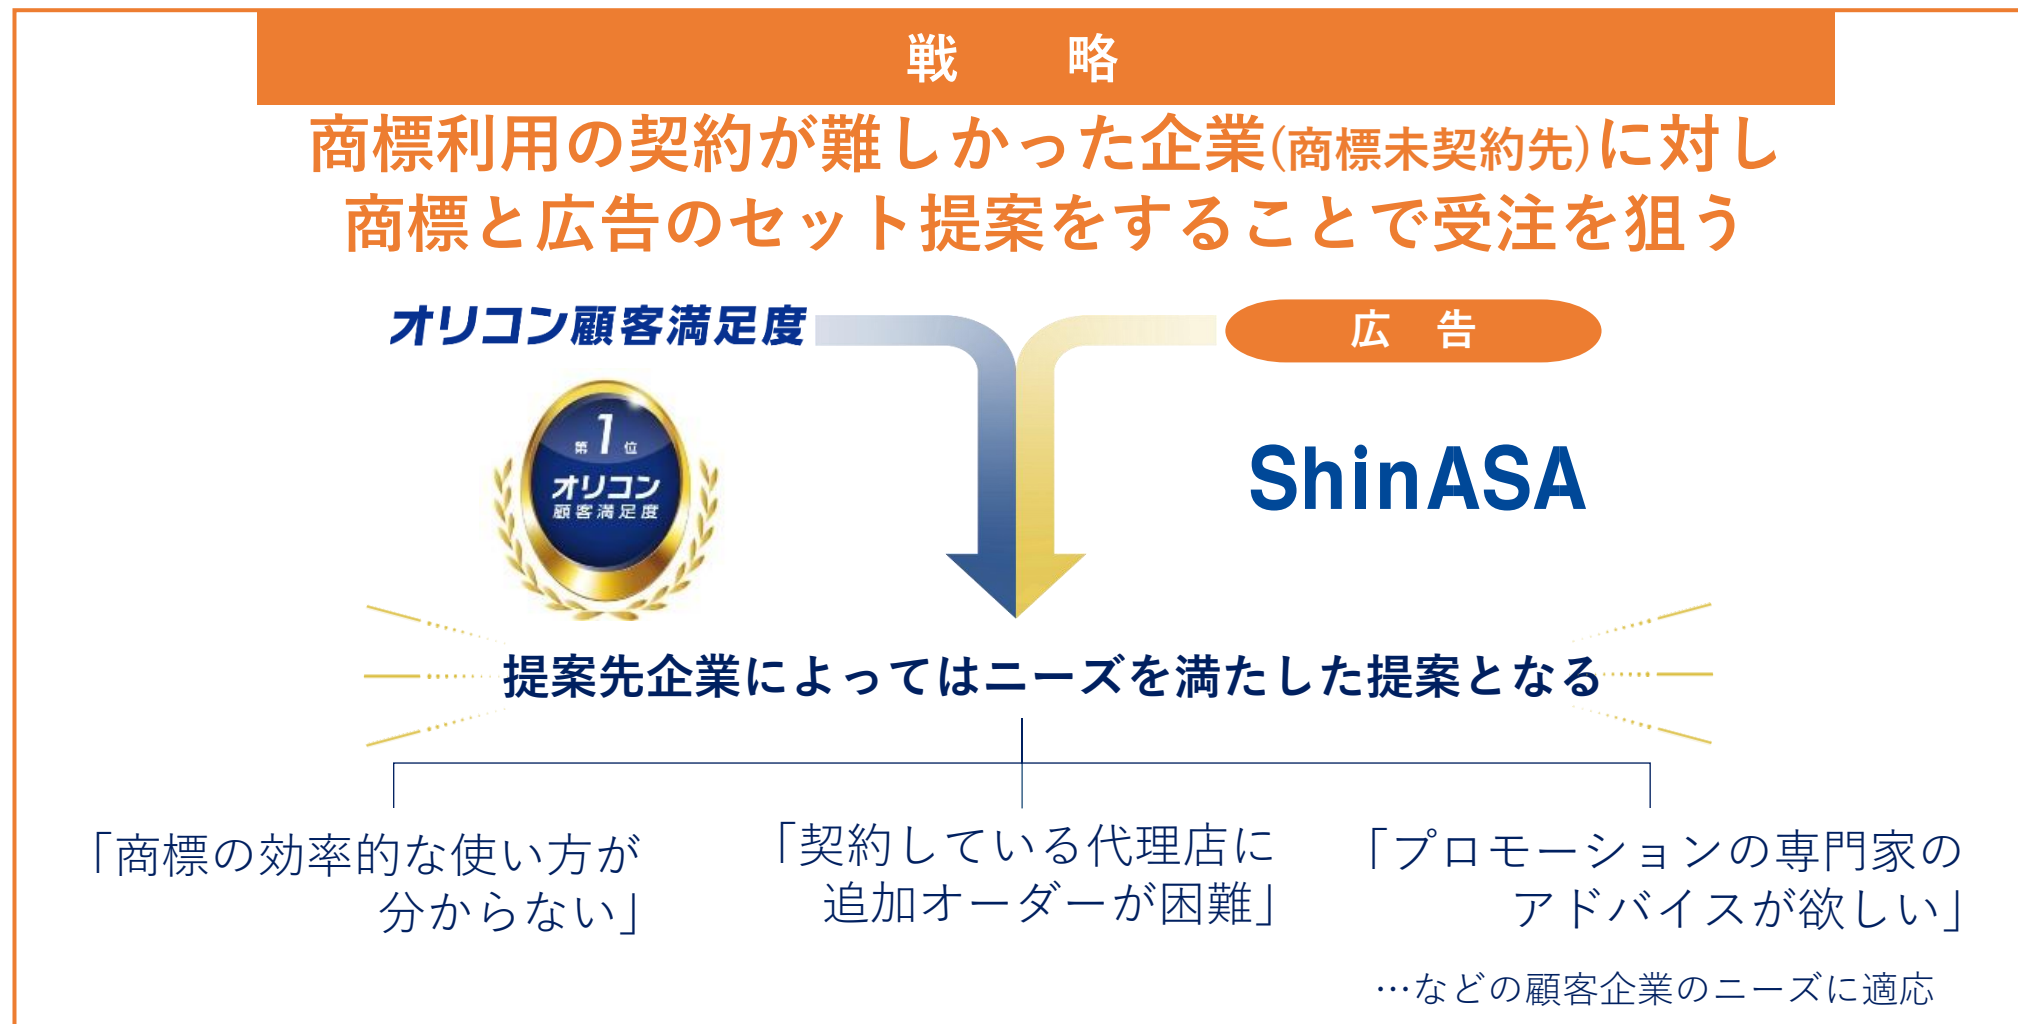 戦　略
商標利用の契約が難しかった企業(商標未契約先)に対し
商標と広告のセット提案をすることで受注を狙う
オリコン顧客満足度
広 告
第1位
オリコン
顧客満足度
ShinASA
提案先企業によってはニーズを満たした提案となる
「商標の効率的な使い方が
分からない」
「契約している代理店に
追加オーダーが困難」
「プロモーションの専門家の
アドバイスが欲しい」
…などの顧客企業のニーズに適応